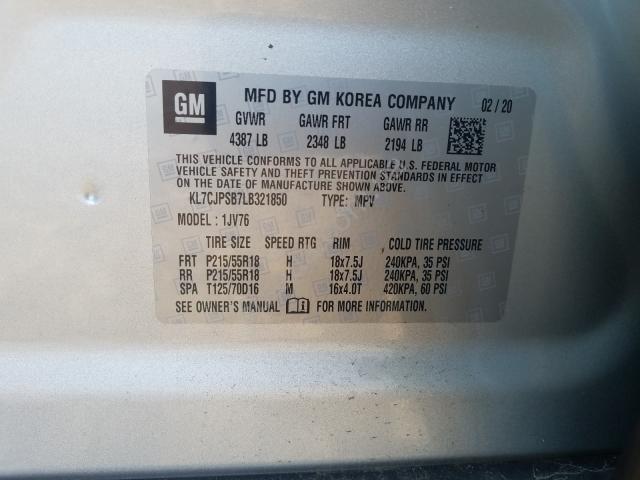 GM MFD BY GM KOREA COMPANY 02 / 20
GVWR GAWR FRT GAWR RR
4387 LB 2348 LB 2194 LB
THIS VEHICLE CONFORMS TO ALL APPLICABLE U.S. FEDERAL MOTOR
VEHICLE SAFETY AND THEFT PREVENTION STANDARDS IN EFFECT
ON THE DATE OF MANUFACTURE SHOWN ABOVE.
KL7CJPSB7LB321850 TYPE: MPV
MODEL : 1JV76
TIRE SIZE SPEED RTG RIM COLD TIRE PRESSURE
FRT P215/55R18 H 18x7.5J 240KPA, 35 PSI
RR P215/55R18 H 18x7.5J 240KPA, 35 PSI
SPA T125/70D16 M 16x4.0T 420KPA, 60 PSI
SEE OWNER'S MANUAL FOR MORE INFORMATION.